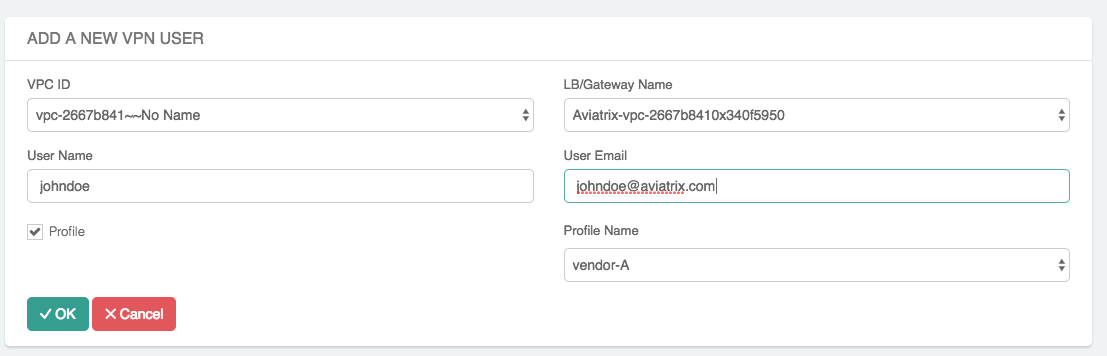 ADD A NEW VPN USER
VPC ID
LB/Gateway Name
vpc-2667b841~~No Name
Aviatrix-vpc-2667b8410x340f5950
User Name
User Email
johndoe
johndoe@aviatrix.com
Profile
Profile Name
vendor-A
OK
Cancel